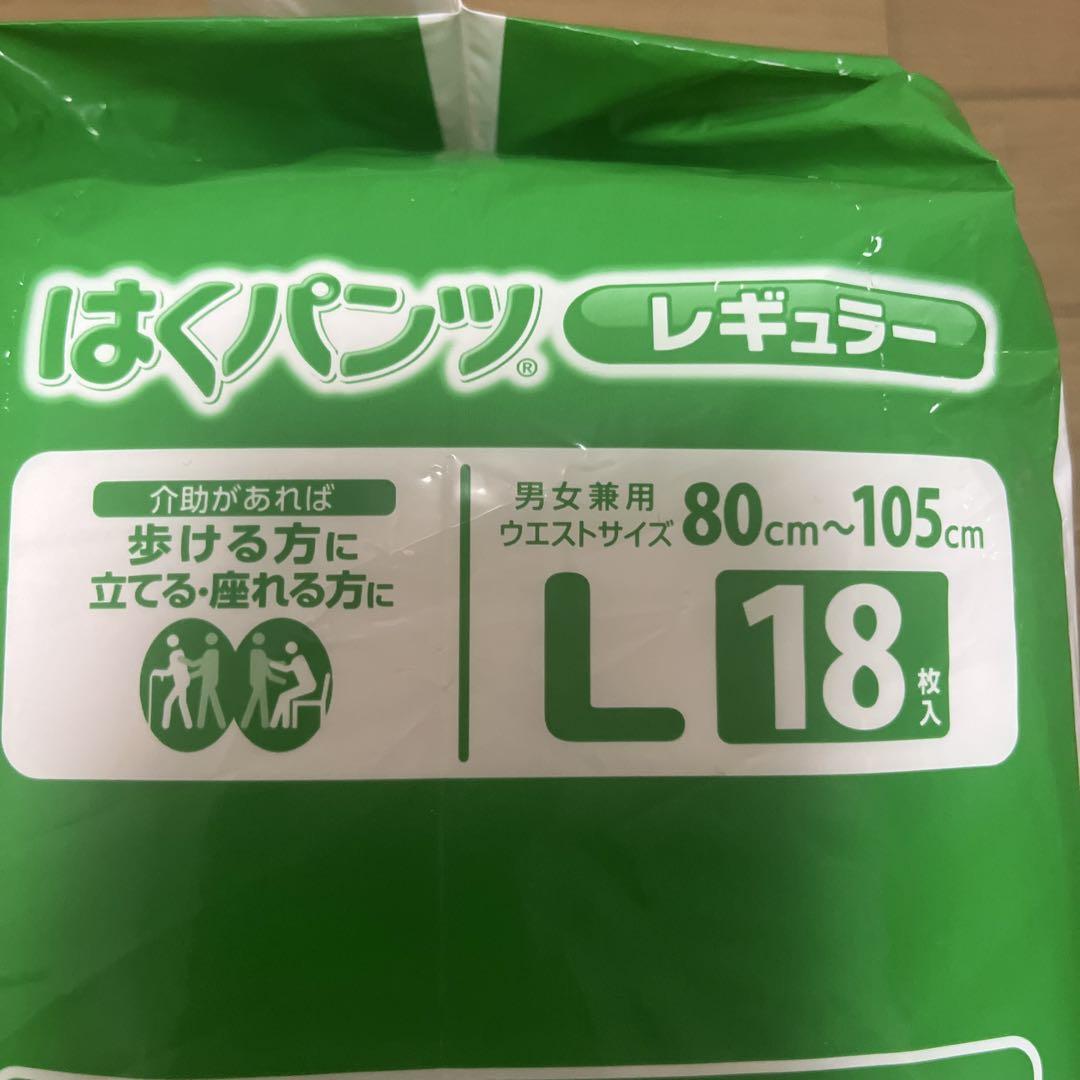 はくパンツ® レギュラー
介助があれば
歩ける方に
立てる・座れる方に
男女兼用
ウエストサイズ 80cm～105cm
L 18枚入